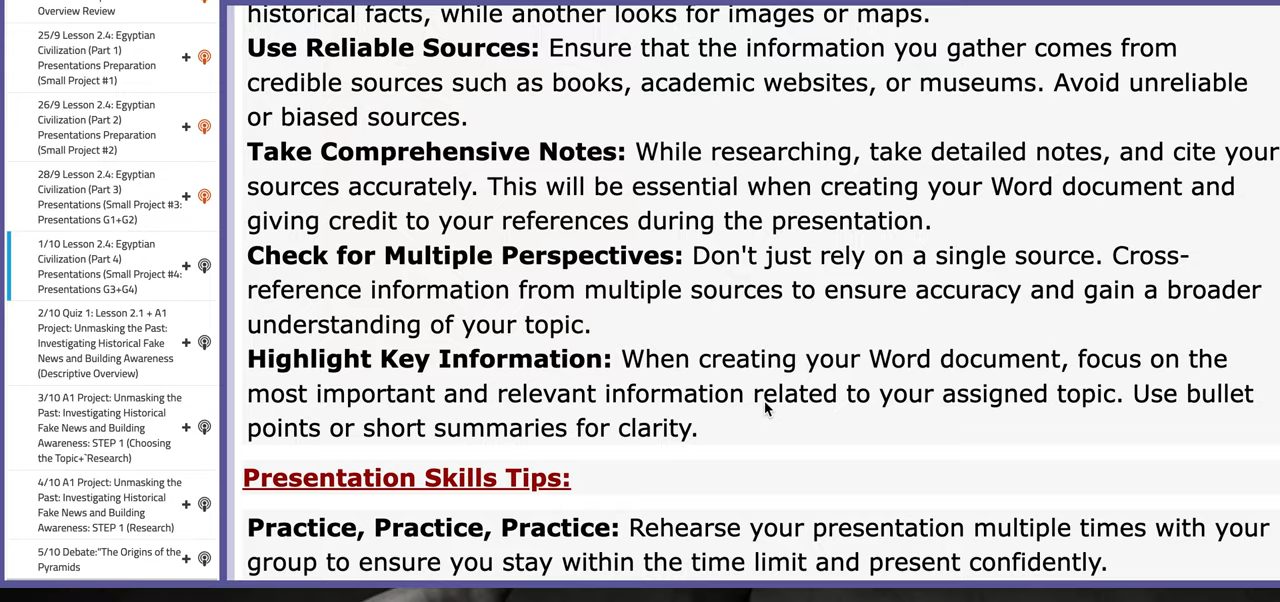 Overview Review
25/9 Lesson 2.4: Egyptian
Civilization (Part 1)
Presentations Preparation
(Small Project #1)
26/9 Lesson 2.4: Egyptian
Civilization (Part 2)
Presentations Preparation
(Small Project #2)
28/9 Lesson 2.4: Egyptian
Civilization (Part 3)
Presentations (Small Project #3:
Presentations G1+G2)
1/10 Lesson 2.4: Egyptian
Civilization (Part 4)
Presentations (Small Project #4:
Presentations G3+G4)
2/10 Quiz 1: Lesson 2.1 + A1
Project: Unmasking the Past:
Investigating Historical Fake
News and Building Awareness
(Descriptive Overview)
3/10 A1 Project: Unmasking the
Past: Investigating Historical
Fake News and Building
Awareness: STEP 1 (Choosing
the Topic+`Research)
4/10 A1 Project: Unmasking the
Past: Investigating Historical
Fake News and Building
Awareness: STEP 1 (Research)
5/10 Debate:"The Origins of the
Pyramids
historical facts, while another looks for images or maps.
Use Reliable Sources: Ensure that the information you gather comes from
credible sources such as books, academic websites, or museums. Avoid unreliable
or biased sources.
Take Comprehensive Notes: While researching, take detailed notes, and cite your
sources accurately. This will be essential when creating your Word document and
giving credit to your references during the presentation.
Check for Multiple Perspectives: Don't just rely on a single source. Cross-
reference information from multiple sources to ensure accuracy and gain a broader
understanding of your topic.
Highlight Key Information: When creating your Word document, focus on the
most important and relevant information related to your assigned topic. Use bullet
points or short summaries for clarity.
Presentation Skills Tips:
Practice, Practice, Practice: Rehearse your presentation multiple times with your
group to ensure you stay within the time limit and present confidently.